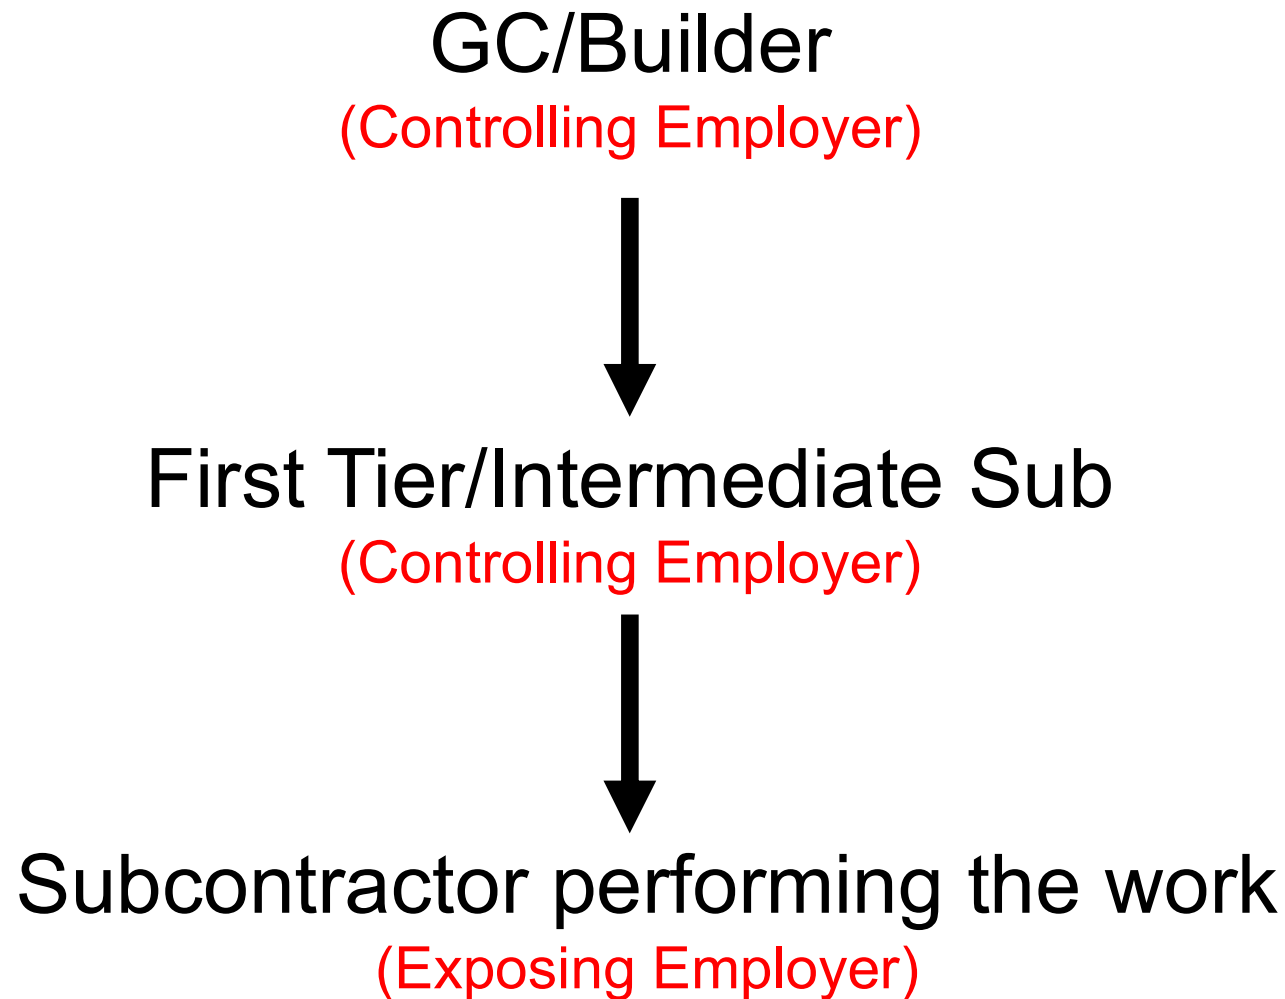 GC/Builder
(Controlling Employer)
First Tier/Intermediate Sub
(Controlling Employer)
Subcontractor performing the work
(Exposing Employer)